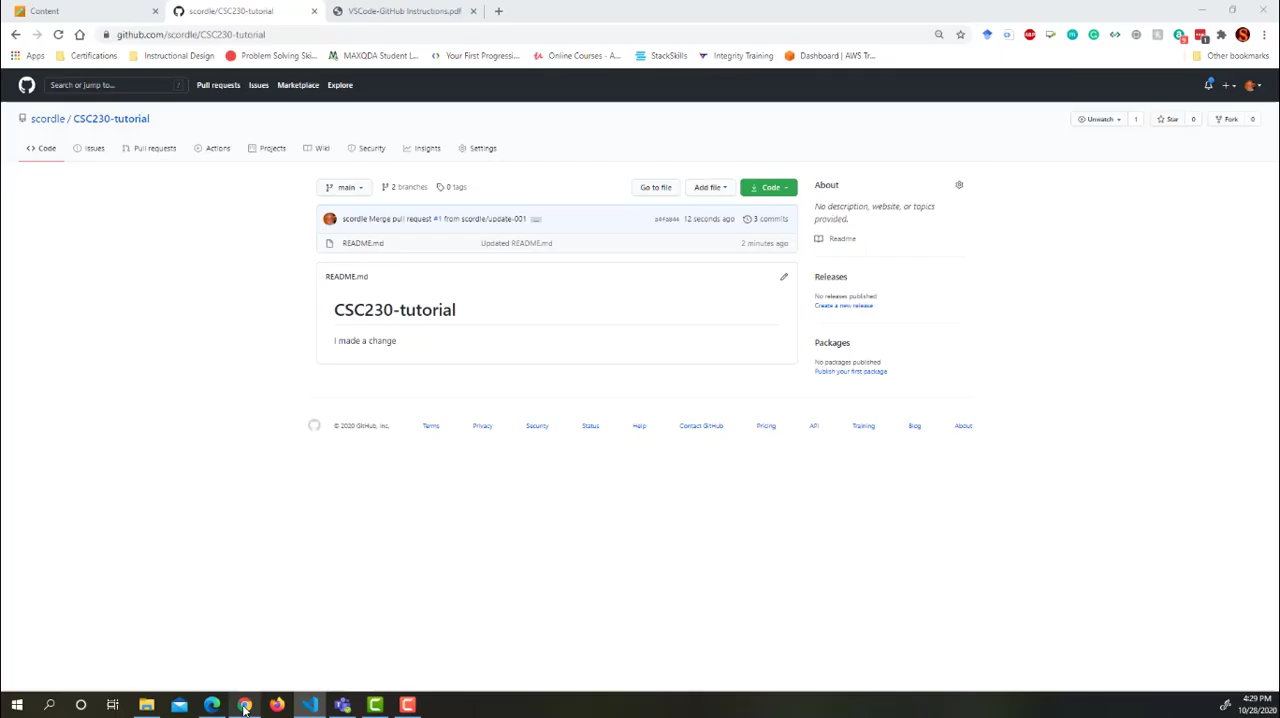 Content
scordle/CSC230-tutorial
VSCode-GitHub Instructions.pdf
github.com/scordle/CSC230-tutorial
Apps
Certifications
Instructional Design
Problem Solving Ski...
MAXQDA Student L...
Your First Progressi...
Online Courses - A...
StackSkills
Integrity Training
Dashboard | AWS Tr...
Other bookmarks
Search or jump to...
/
Pull requests
Issues
Marketplace
Explore
scordle / CSC230-tutorial
Unwatch
1
Star
0
Fork
0
Code
Issues
Pull requests
Actions
Projects
Wiki
Security
Insights
Settings
main
2 branches
0 tags
Go to file
Add file
Code
scordle Merge pull request #1 from scordle/update-001
12 seconds ago
3 commits
README.md
Updated README.md
2 minutes ago
README.md
CSC230-tutorial
I made a change
About
No description, website, or topics
provided.
Readme
Releases
No releases published
Create a new release
Packages
No packages published
Publish your first package
© 2020 GitHub, Inc.
Terms
Privacy
Security
Status
Help
Contact GitHub
Pricing
API
Training
Blog
About
4:29 PM
10/28/2020